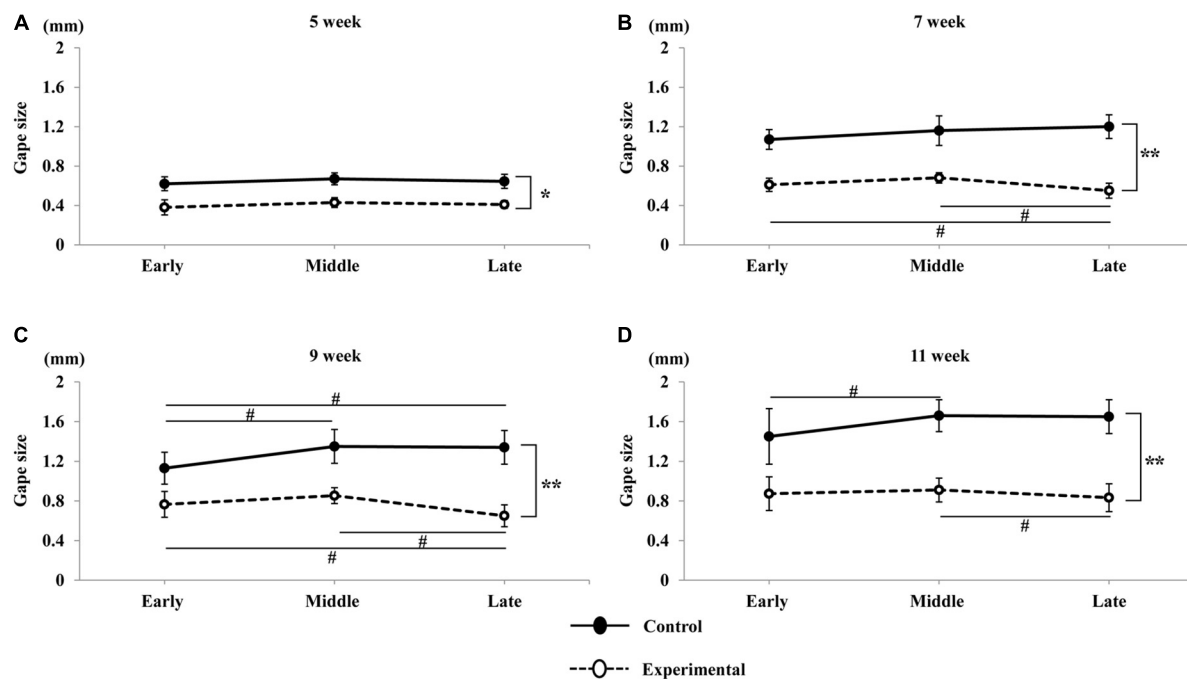 A
(mm)
5 week
2
1.6
1.2
0.8
0.4
0
Gape size
*
Early Middle Late
B
(mm)
7 week
2
1.6
1.2
0.8
0.4
0
Gape size
**
#
#
Early Middle Late
C
(mm)
9 week
2
1.6
1.2
0.8
0.4
0
Gape size
#
#
**
#
#
Early Middle Late
D
(mm)
11 week
2
1.6
1.2
0.8
0.4
0
Gape size
#
**
#
Early Middle Late
Control
Experimental